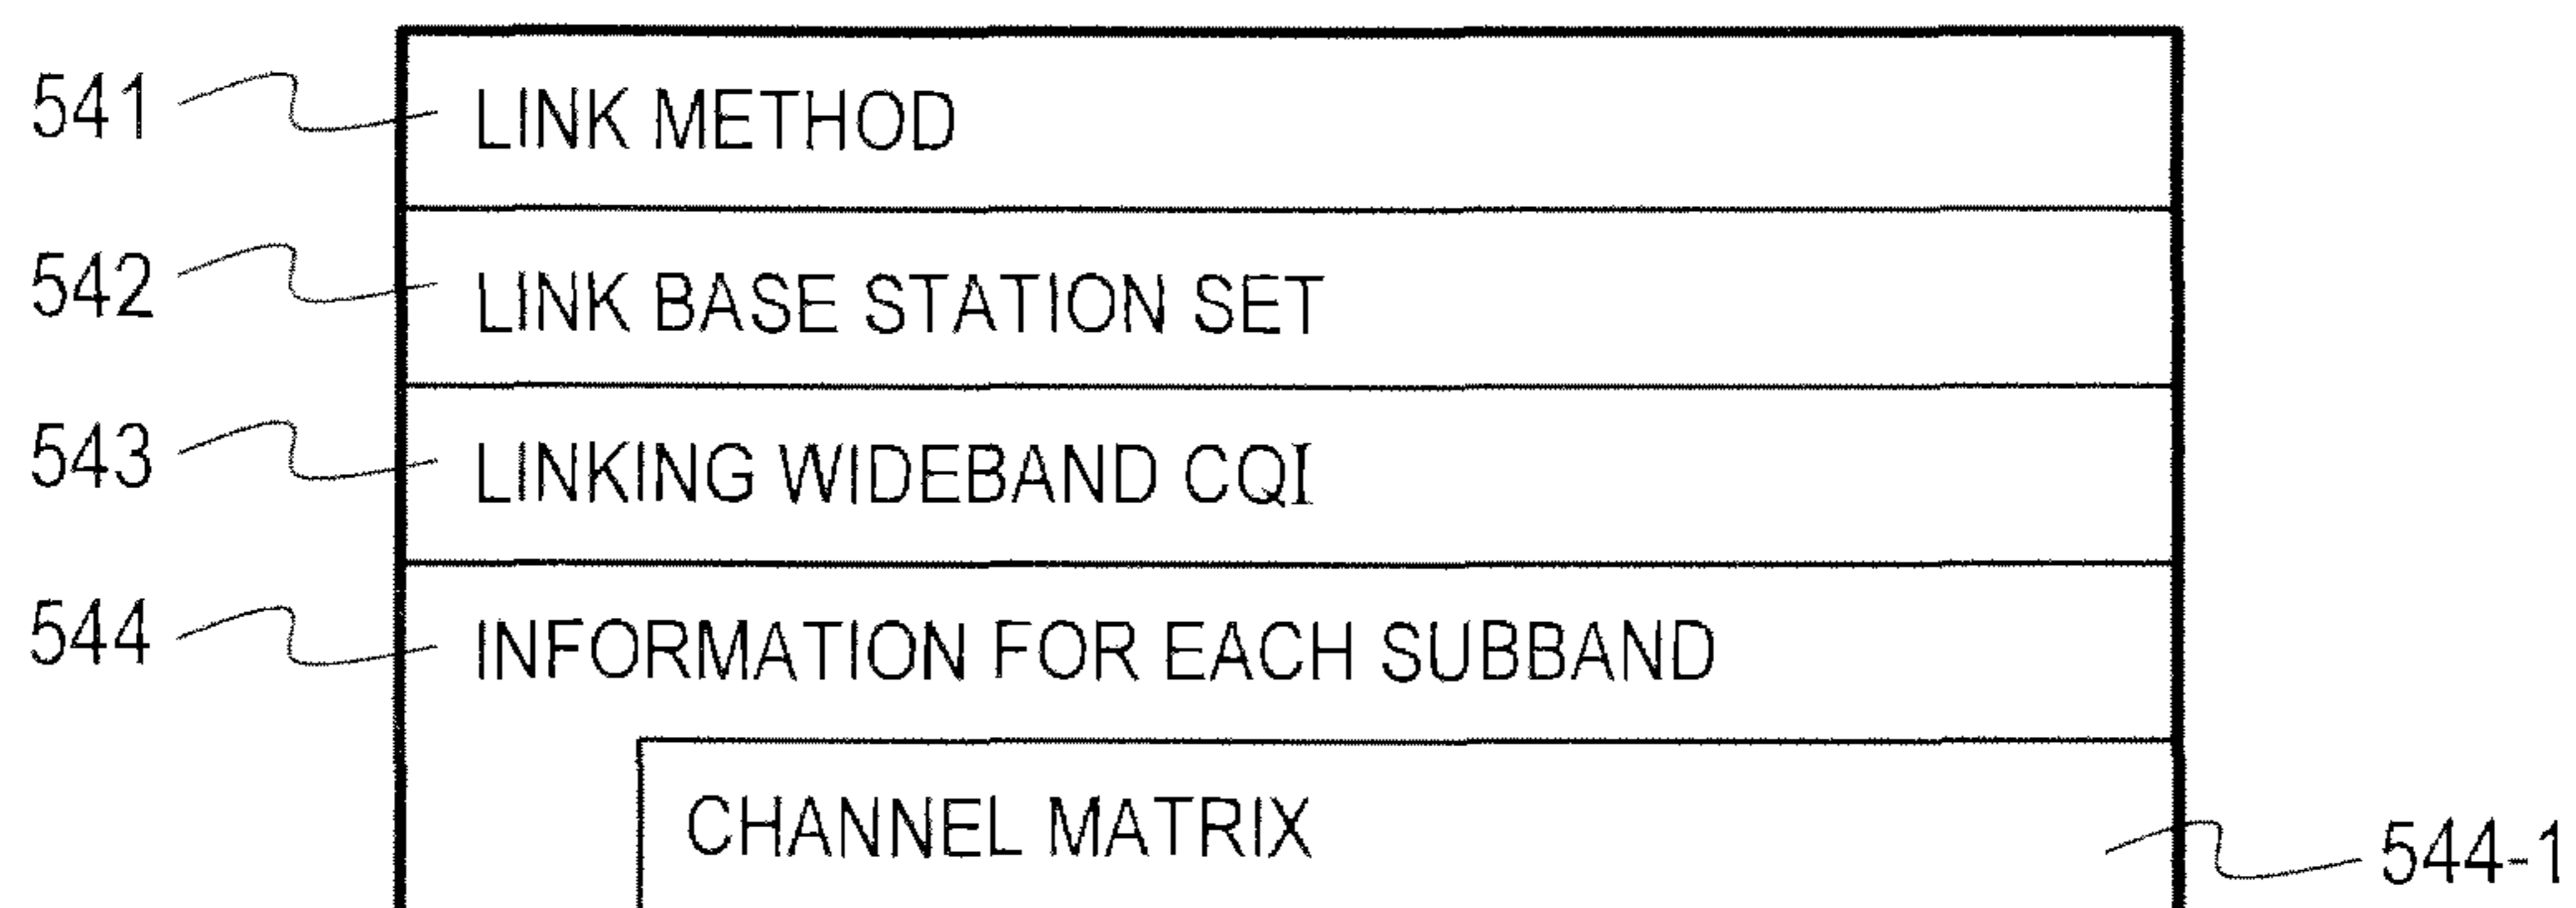 541 LINK METHOD
542 LINK BASE STATION SET
543 LINKING WIDEBAND CQI
544 INFORMATION FOR EACH SUBBAND
CHANNEL MATRIX 544-1